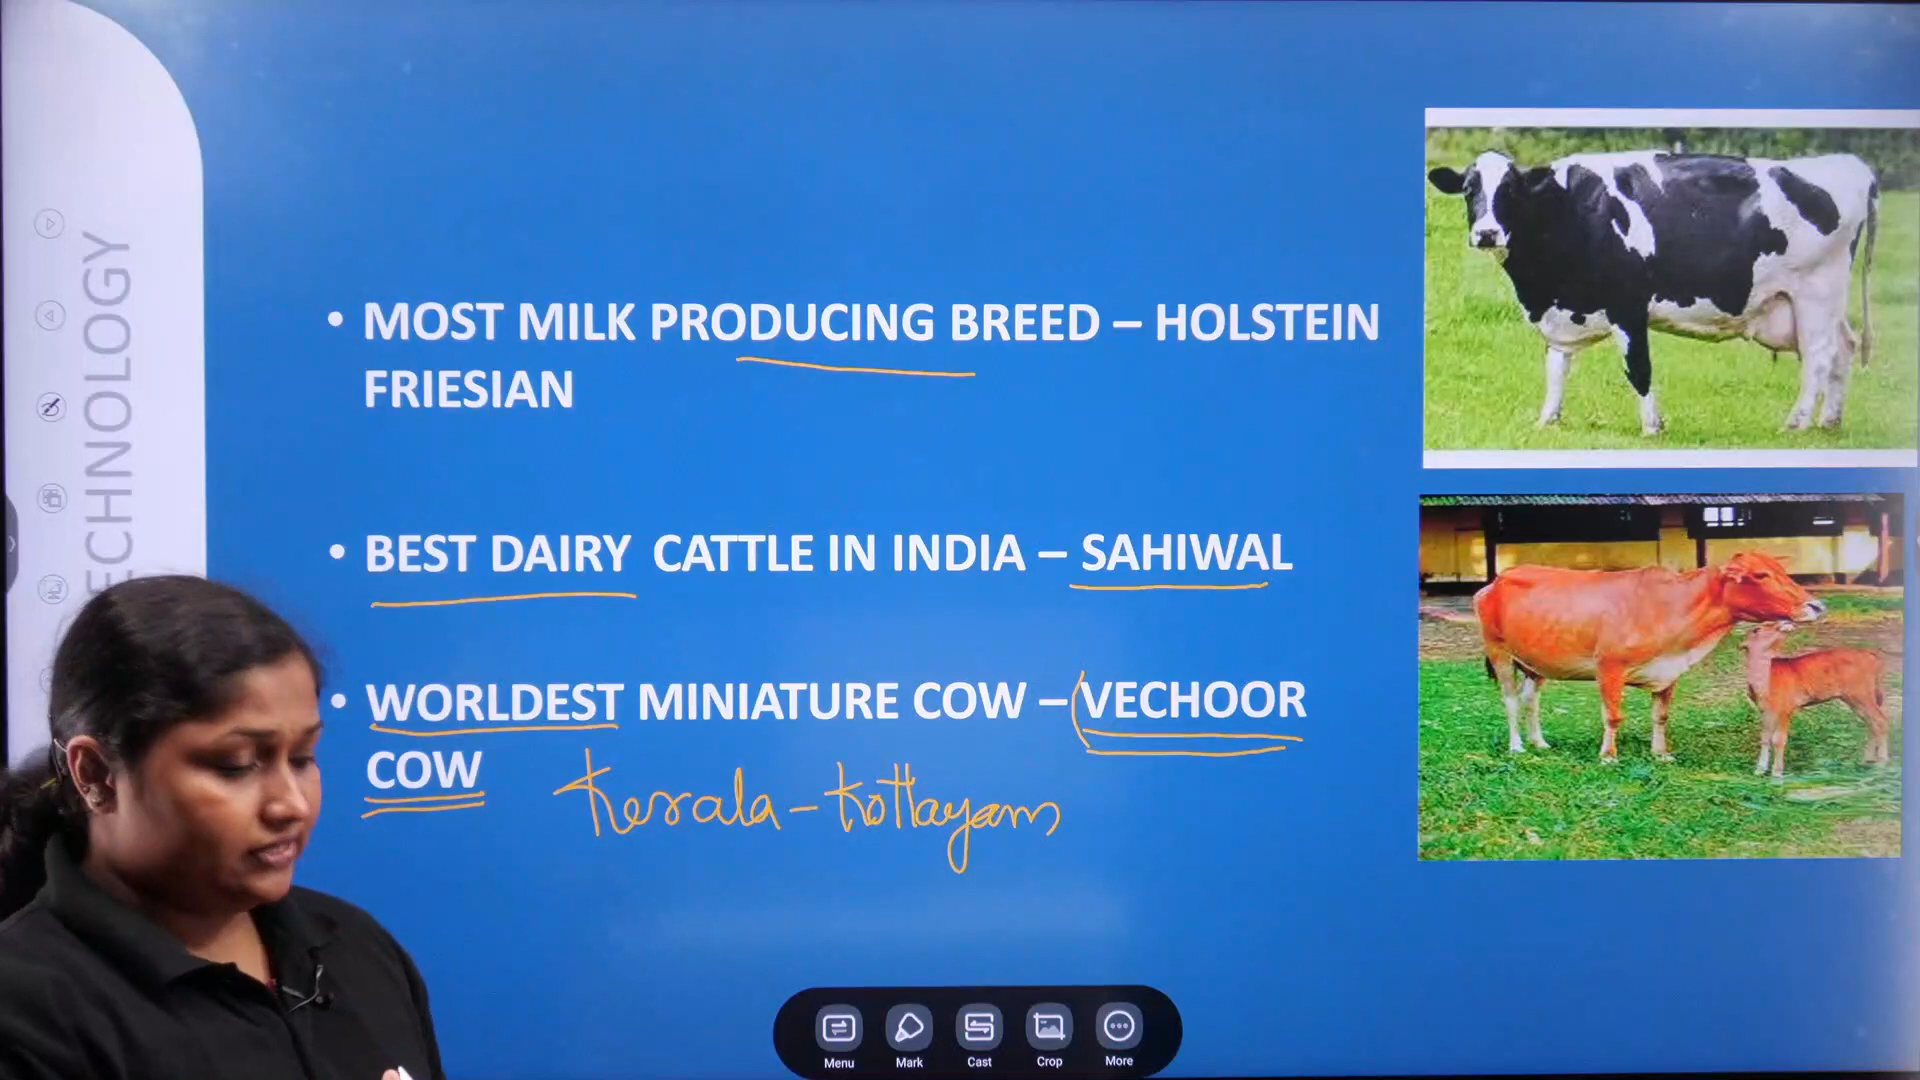 ECHNOLOGY
• MOST MILK PRODUCING BREED – HOLSTEIN
FRIESIAN
• BEST DAIRY CATTLE IN INDIA – SAHIWAL
• WORLDEST MINIATURE COW – VECHOOR
COW
Kerala – Kottayam
Menu
Mark
Cast
Crop
More